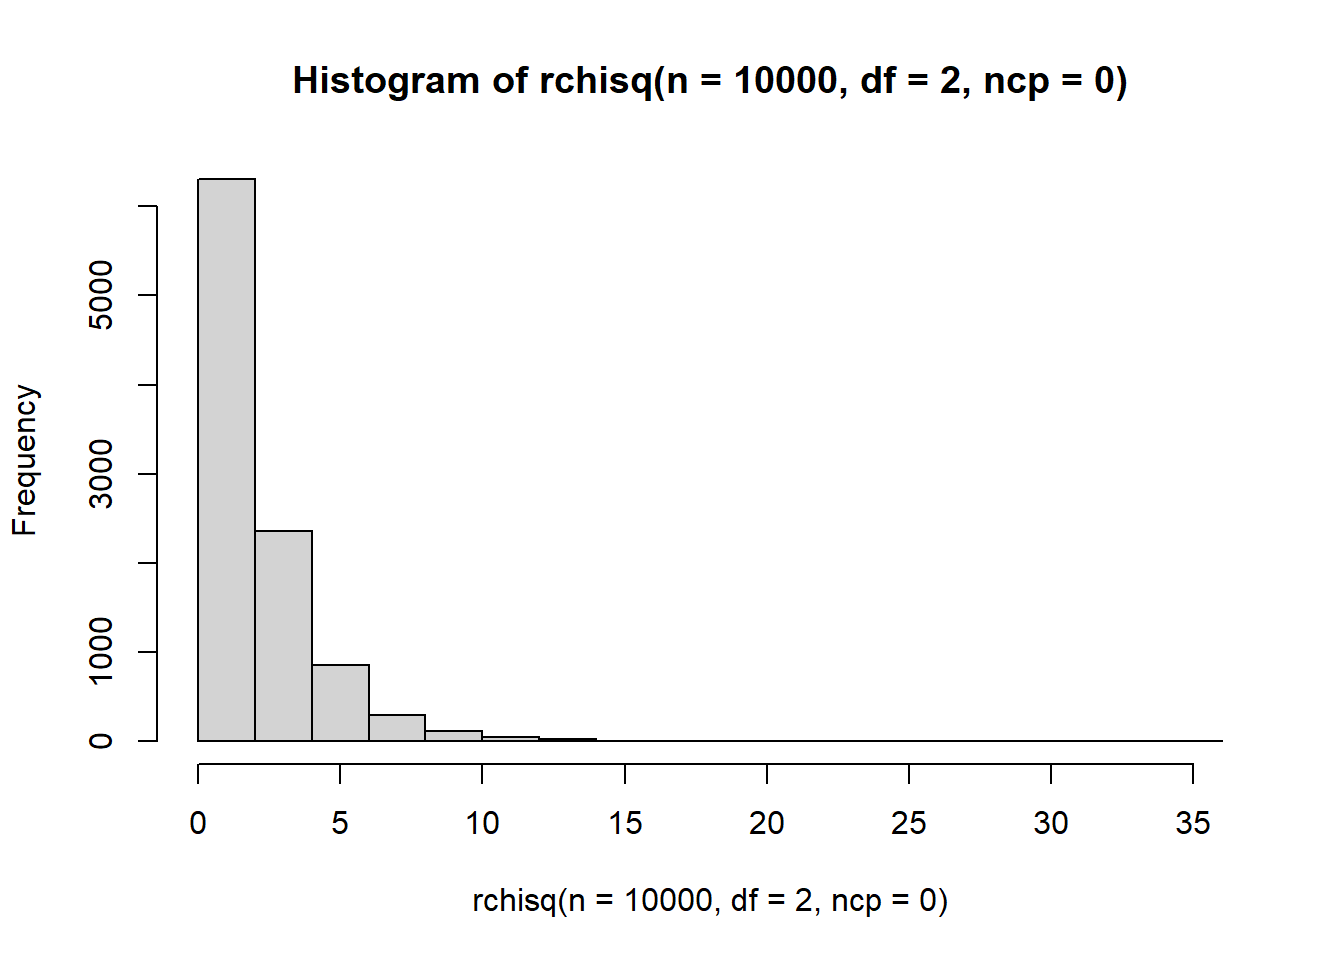 Histogram of rchisq(n = 10000, df = 2, ncp = 0)
Frequency
5000
3000
1000
0
0 5 10 15 20 25 30 35
rchisq(n = 10000, df = 2, ncp = 0)